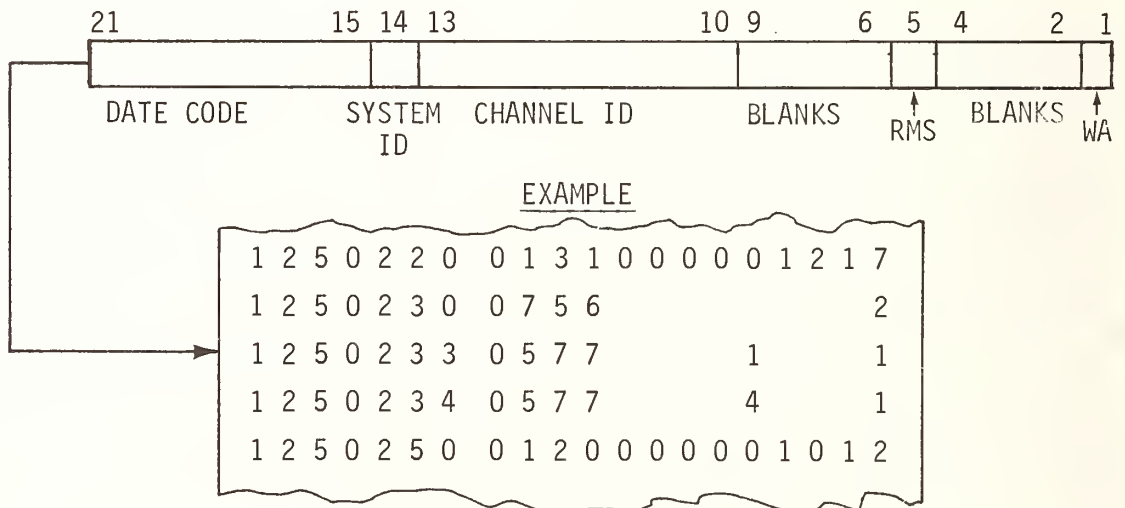 21 15 14 13 10 9 6 5 4 2 1
DATE CODE SYSTEM ID CHANNEL ID BLANKS RMS BLANKS WA
EXAMPLE
1 2 5 0 2 2 0 0 1 3 1 0 0 0 0 0 1 2 1 7
1 2 5 0 2 3 0 0 7 5 6 2
1 2 5 0 2 3 3 0 5 7 7 1 1
1 2 5 0 2 3 4 0 5 7 7 4 1
1 2 5 0 2 5 0 0 1 2 0 0 0 0 0 0 1 0 1 2